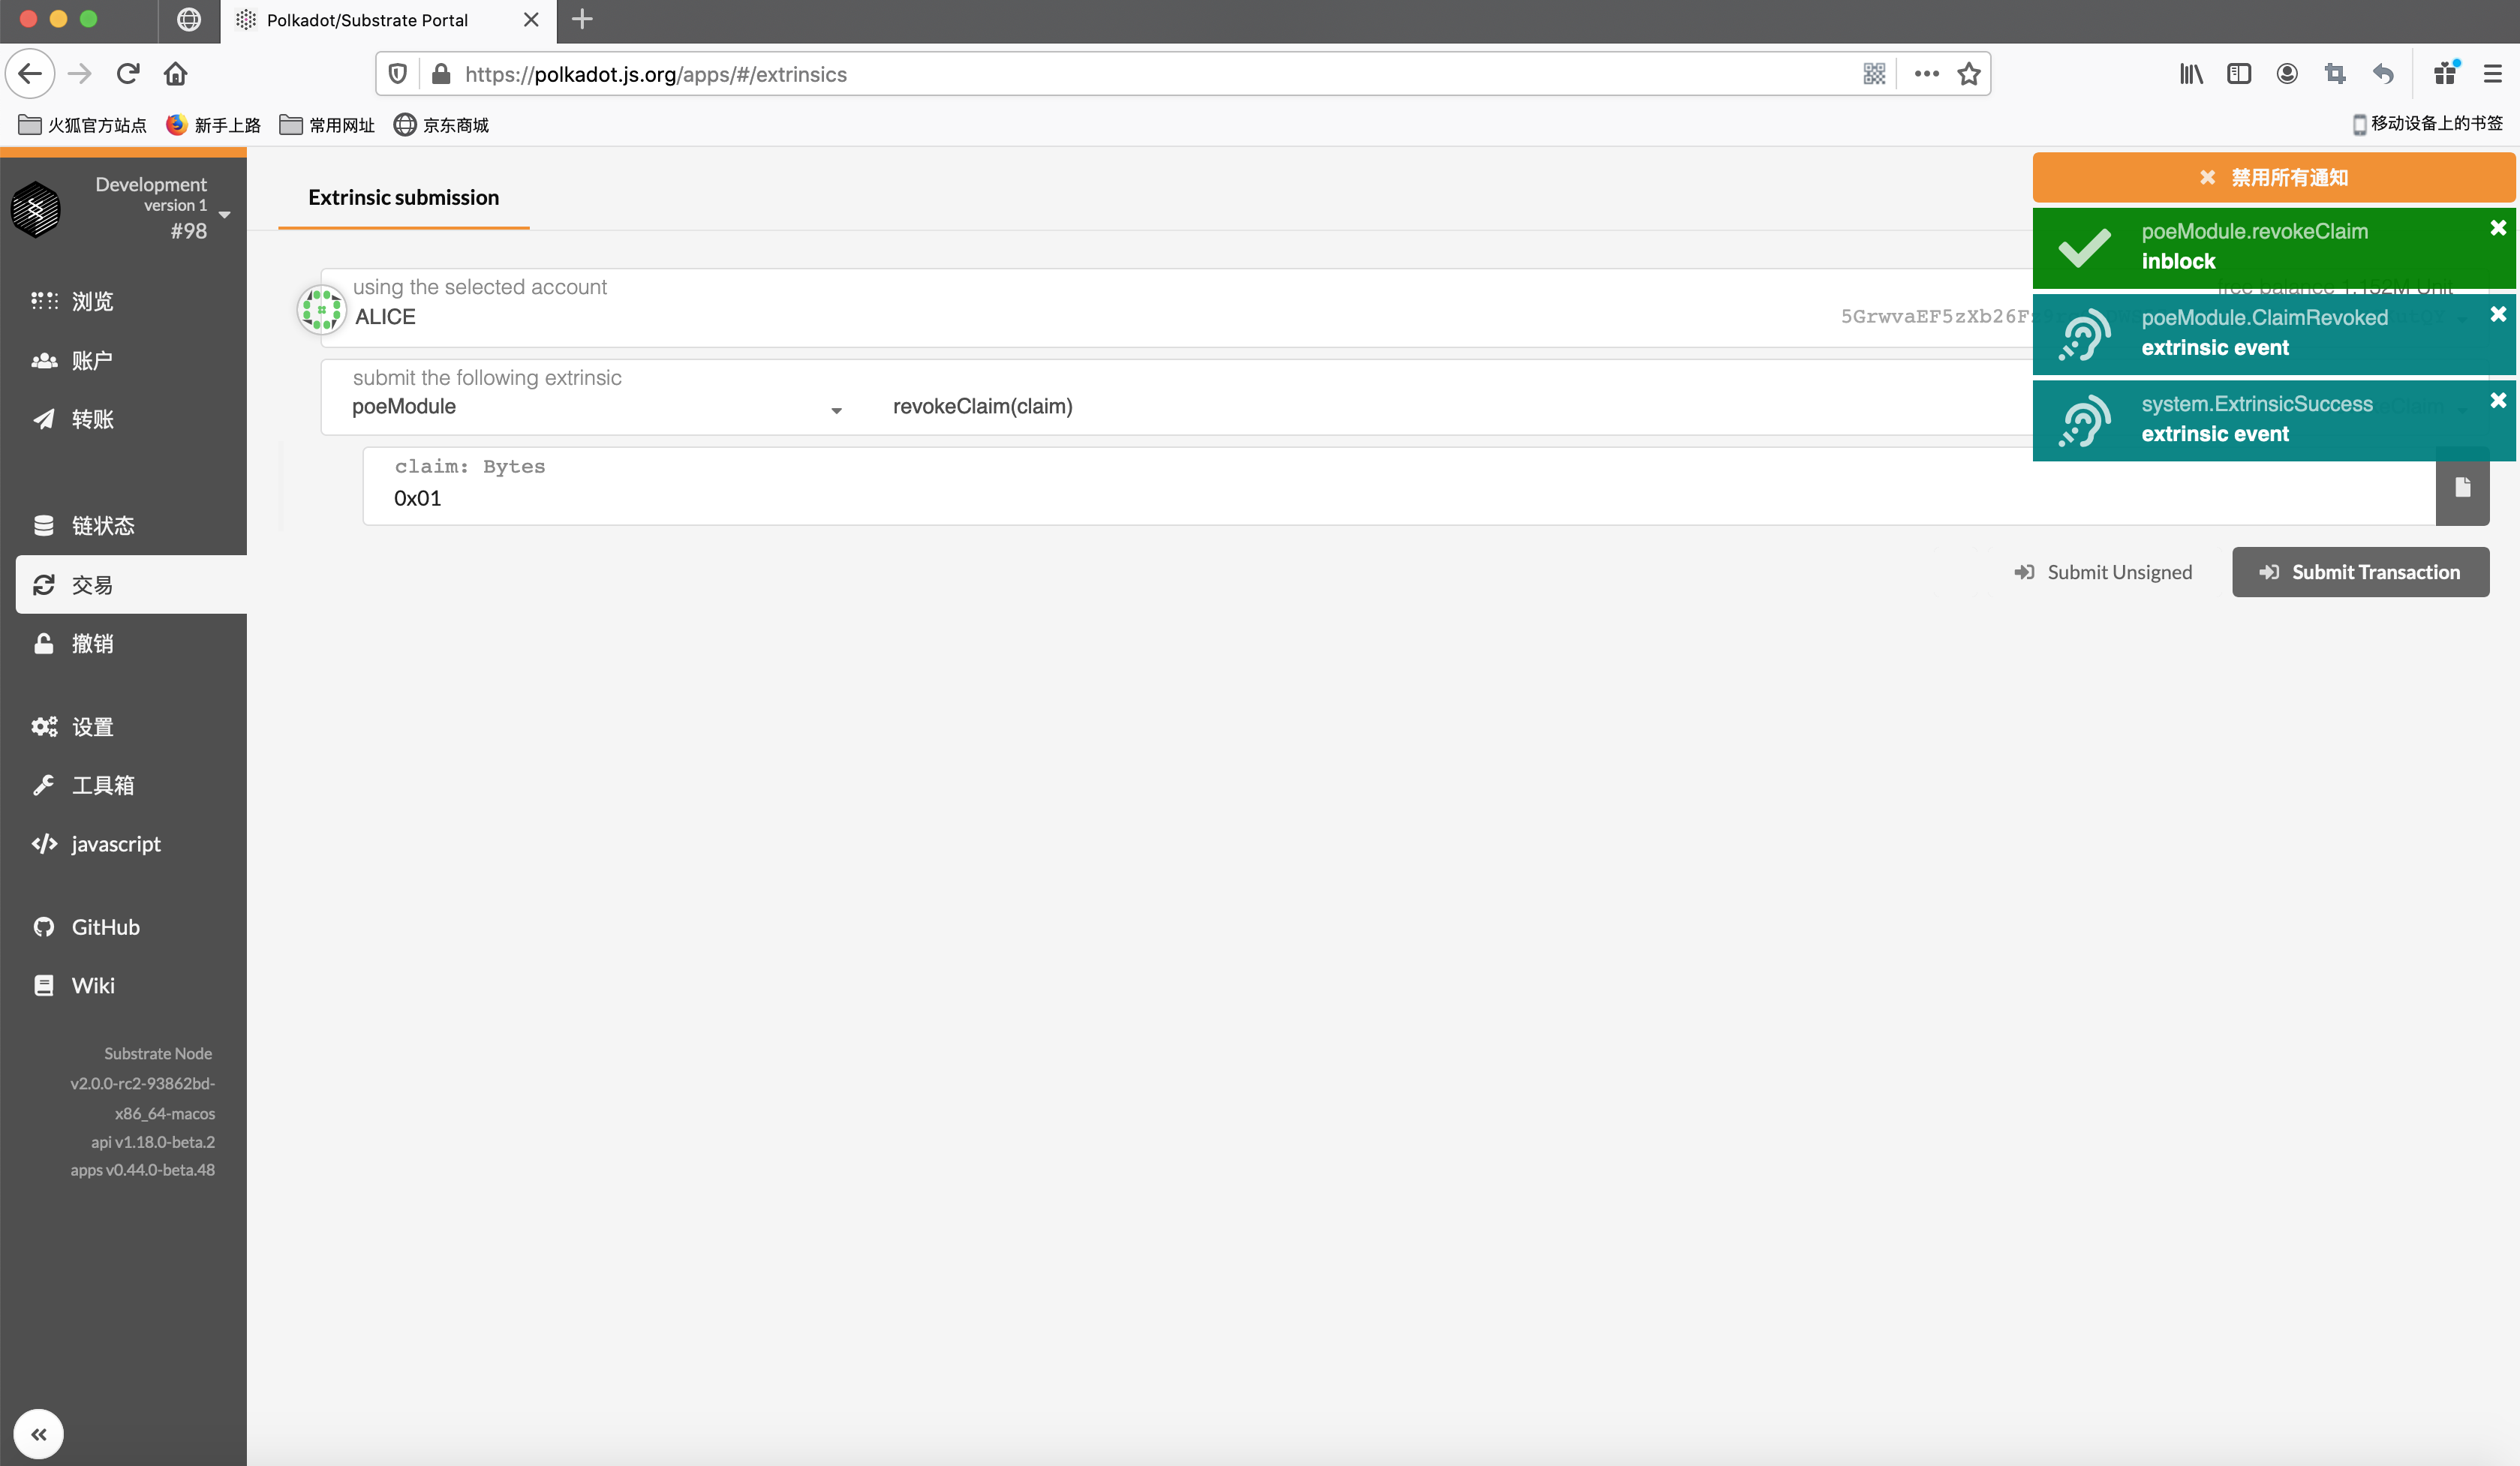 Polkadot/Substrate Portal
https://polkadot.js.org/apps/#/extrinsics
火狐官方站点
新手上路
常用网址
京东商城
移动设备上的书签
Development
version 1
#98
浏览
账户
转账
链状态
交易
撤销
设置
工具箱
javascript
GitHub
Wiki
Substrate Node
v2.0.0-rc2-93862bd-
x86_64-macos
api v1.18.0-beta.2
apps v0.44.0-beta.48
Extrinsic submission
using the selected account
ALICE
5GrwvaEF5zXb26F
free balance 1.152M Unit
submit the following extrinsic
poeModule
revokeClaim(claim)
claim: Bytes
0x01
Submit Unsigned
Submit Transaction
禁用所有通知
poeModule.revokeClaim
inblock
poeModule.ClaimRevoked
extrinsic event
system.ExtrinsicSuccess
extrinsic event